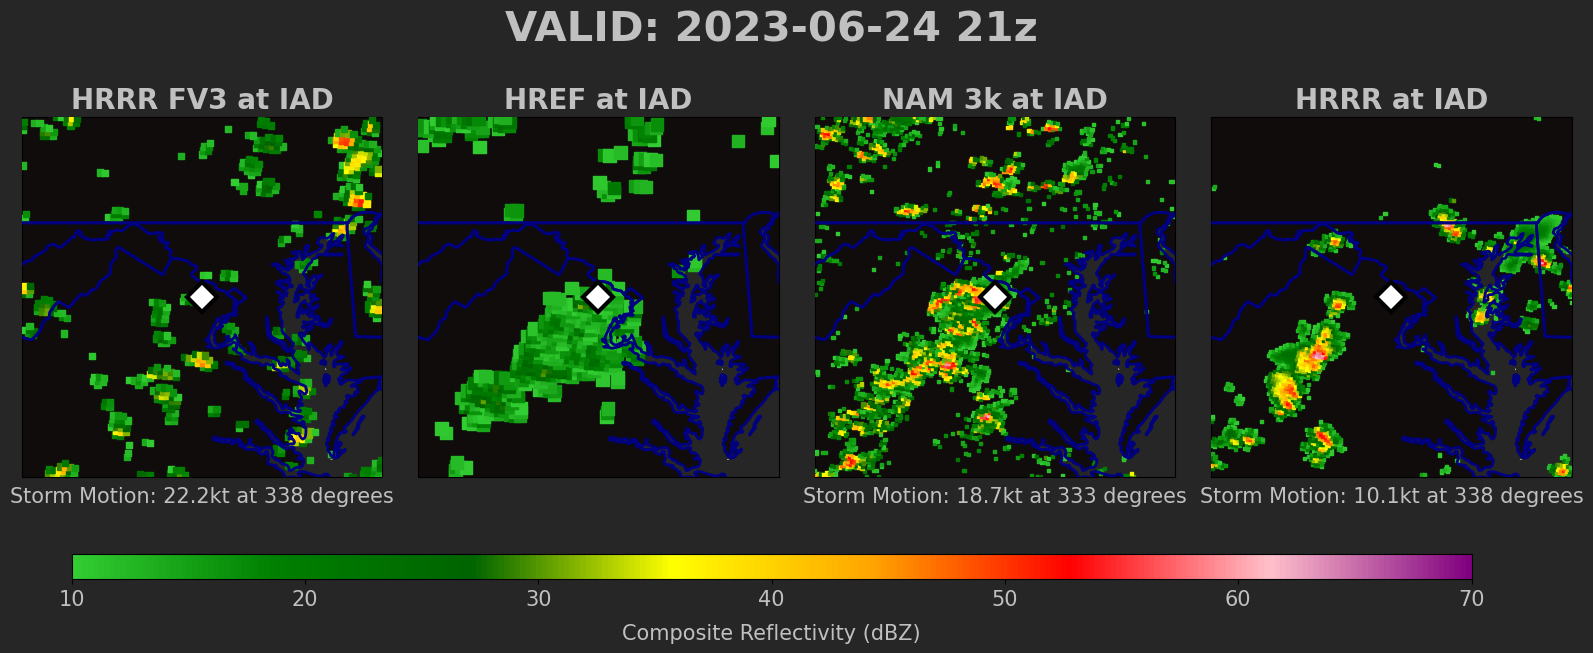 VALID: 2023-06-24 21z
HRRR FV3 at IAD
HREF at IAD
NAM 3k at IAD
HRRR at IAD
Storm Motion: 22.2kt at 338 degrees
Storm Motion: 18.7kt at 333 degrees
Storm Motion: 10.1kt at 338 degrees
10 20 30 40 50 60 70
Composite Reflectivity (dBZ)